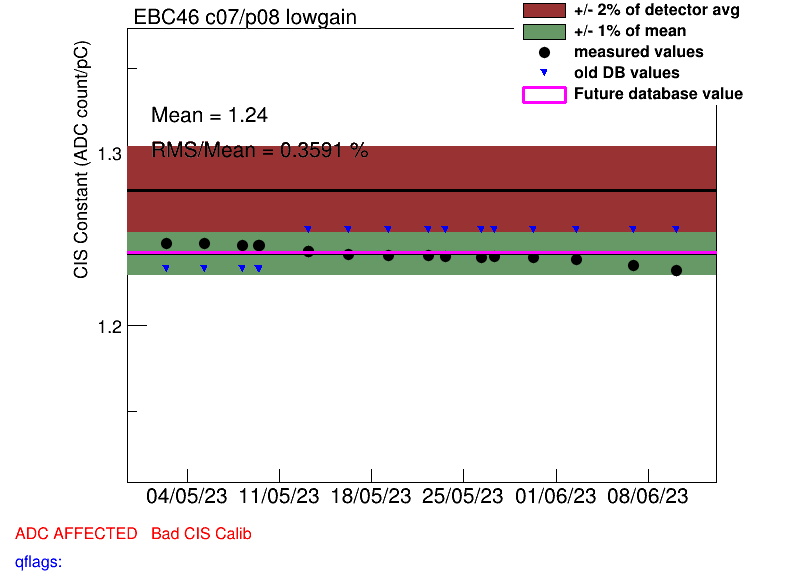 EBC46 c07/p08 lowgain
+/- 2% of detector avg
+/- 1% of mean
measured values
old DB values
Future database value
CIS Constant (ADC count/pC)
Mean = 1.24
RMS/Mean = 0.3591 %
1.3
1.2
04/05/23 11/05/23 18/05/23 25/05/23 01/06/23 08/06/23
ADC AFFECTED Bad CIS Calib
qflags: